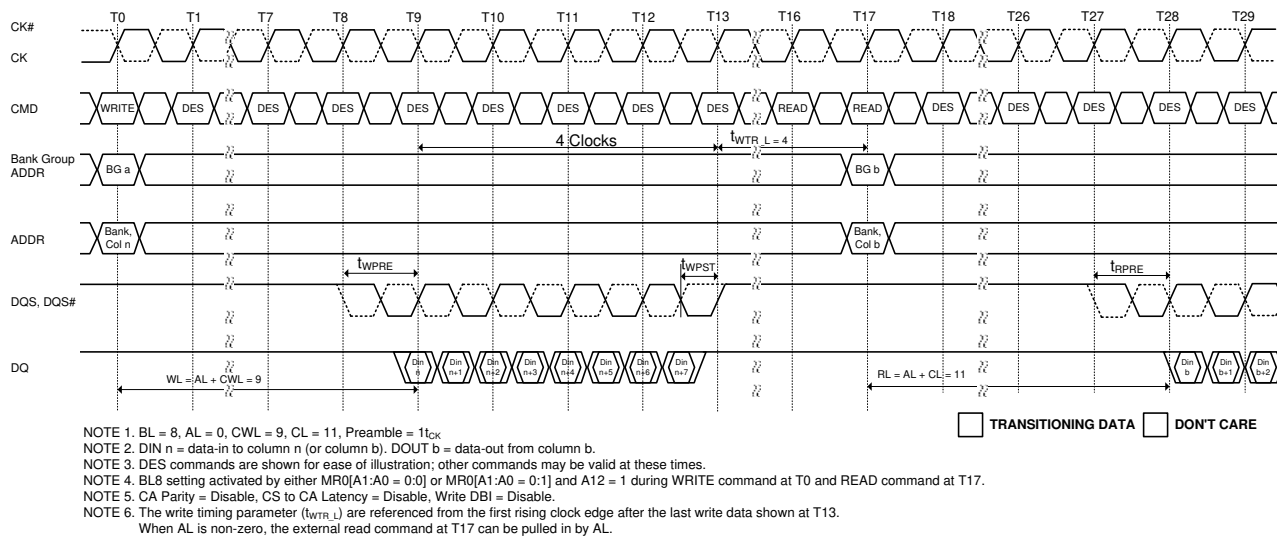 T0 T1 T7 T8 T9 T10 T11 T12 T13 T16 T17 T18 T26 T27 T28 T29
CK#
CK
CMD WRITE DES DES DES DES DES DES DES DES READ READ DES DES DES DES DES
4 Clocks tWTR_L = 4
Bank Group
ADDR
BG a BG b
ADDR
Bank, Bank,
Col n Col b
tWPRE tWPST tRPRE
DQS, DQS#
DQ
Din Din Din Din Din Din Din Din Din Din Din
n n+1 n+2 n+3 n+4 n+5 n+6 n+7 b b+1 b+2
WL = AL + CWL = 9 RL = AL + CL = 11
TRANSITIONING DATA DON'T CARE
NOTE 1. BL = 8, AL = 0, CWL = 9, CL = 11, Preamble = 1tCK
NOTE 2. DIN n = data-in to column n (or column b). DOUT b = data-out from column b.
NOTE 3. DES commands are shown for ease of illustration; other commands may be valid at these times.
NOTE 4. BL8 setting activated by either MR0[A1:A0 = 0:0] or MR0[A1:A0 = 0:1] and A12 = 1 during WRITE command at T0 and READ command at T17.
NOTE 5. CA Parity = Disable, CS to CA Latency = Disable, Write DBI = Disable.
NOTE 6. The write timing parameter (tWTR_L) are referenced from the first rising clock edge after the last write data shown at T13.
When AL is non-zero, the external read command at T17 can be pulled in by AL.